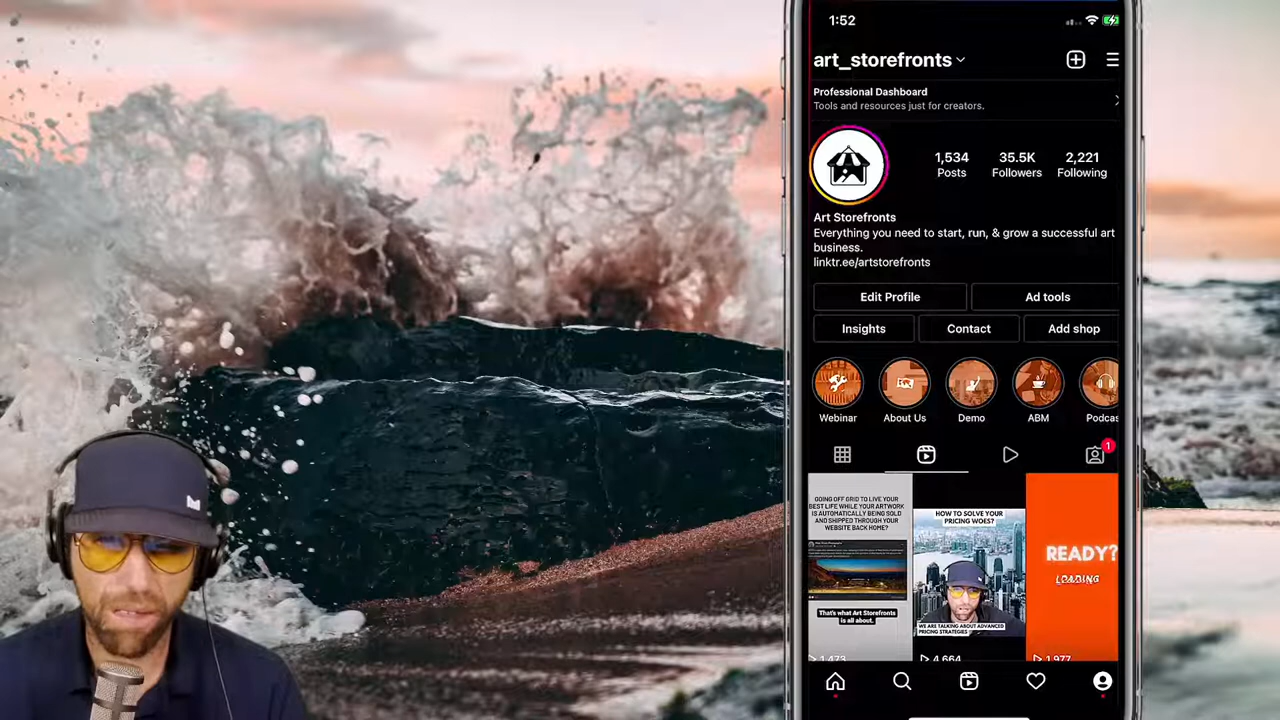 1:52
art_storefronts
Professional Dashboard
Tools and resources just for creators.
1,534
35.5K
2,221
Posts
Followers
Following
Art Storefronts
Everything you need to start, run, & grow a successful art
business.
linktr.ee/artstorefronts
Edit Profile
Ad tools
Insights
Contact
Add shop
Webinar
About Us
Demo
ABM
Podcas
1
GOING OFF GRID TO LIVE YOUR
BEST LIFE WHILE YOUR ARTWORK
IS AUTOMATICALLY BEING SOLD
AND SHIPPED THROUGH YOUR
WEBSITE BACK HOME?
That's what Art Storefronts
is all about.
1,473
HOW TO SOLVE YOUR
PRICING WOES?
WE ARE TALKING ABOUT ADVANCED
PRICING STRATEGIES
4,664
READY?
LOADING
1,977